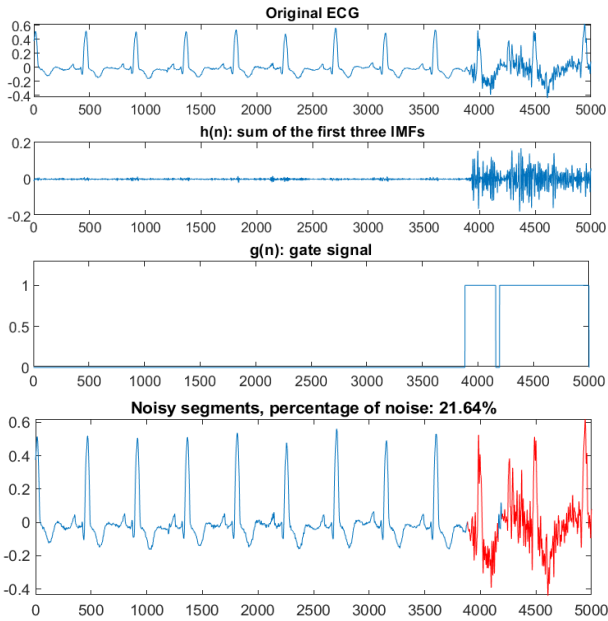 Original ECG
0.6
0.4
0.2
0
-0.2
-0.4
0 500 1000 1500 2000 2500 3000 3500 4000 4500 5000
h(n): sum of the first three IMFs
0.2
0
-0.2
0 500 1000 1500 2000 2500 3000 3500 4000 4500 5000
g(n): gate signal
1
0.5
0
0 500 1000 1500 2000 2500 3000 3500 4000 4500 5000
Noisy segments, percentage of noise: 21.64%
0.6
0.4
0.2
0
-0.2
-0.4
0 500 1000 1500 2000 2500 3000 3500 4000 4500 5000